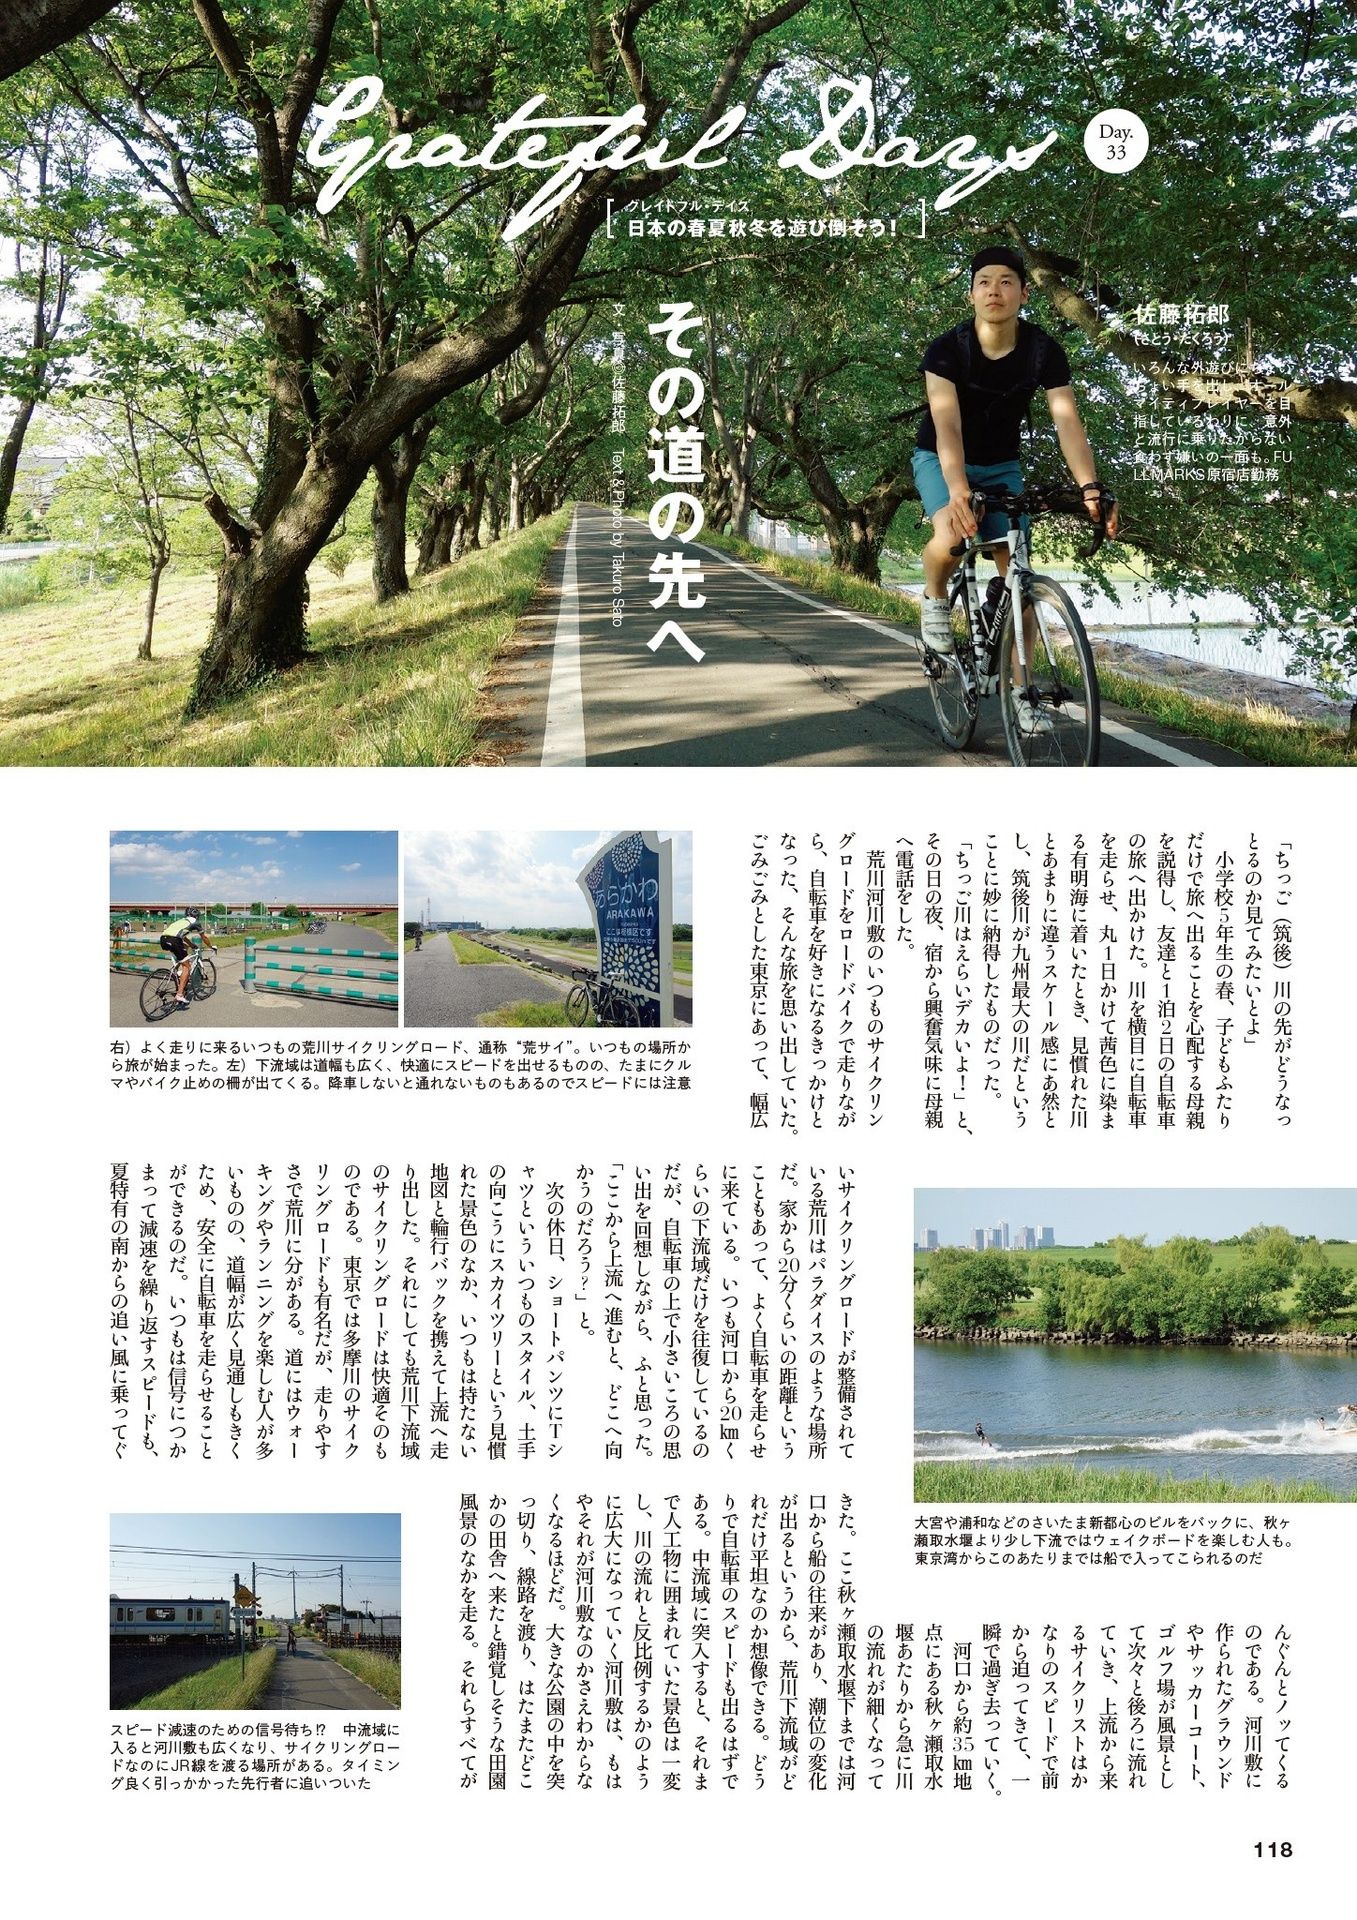 Grateful Days
Day.
33
グレイトフル・デイズ
日本の春夏秋冬を遊び倒そう！
その道の先へ
文・写真◎佐藤拓郎　Text & Photo by Takuro Sato
佐藤拓郎
（さとう・たくろう）
いろんな外遊びにちょい
ちょい手を出し、オール
マイティプレイヤーを目
指しているわりに、意外
と流行に乗りたがらない
食わず嫌いの一面も。FU
LLMARKS原宿店勤務
「ちっご（筑後）川の先がどうなっ
とるのか見てみたいとよ」
　小学校5年生の春、子どもふたり
だけで旅へ出ることを心配する母親
を説得し、友達と1泊2日の自転車
の旅へ出かけた。川を横目に自転車
を走らせ、丸1日かけて茜色に染ま
る有明海に着いたとき、見慣れた川
とあまりに違うスケール感にあ然と
し、筑後川が九州最大の川だという
ことに妙に納得したものだった。
「ちっご川はえらいデカいよ！」と、
その日の夜、宿から興奮気味に母親
へ電話をした。
　荒川河川敷のいつものサイクリン
グロードをロードバイクで走りなが
ら、自転車を好きになるきっかけと
なった、そんな旅を思い出していた。
ごみごみとした東京にあって、幅広
あらかわ
ARAKAWA
ここは板橋区です
右）よく走りに来るいつもの荒川サイクリングロード、通称“荒サイ”。いつもの場所か
ら旅が始まった。左）下流域は道幅も広く、快適にスピードを出せるものの、たまにクル
マやバイク止めの柵が出てくる。降車しないと通れないものもあるのでスピードには注意
いサイクリングロードが整備されて
いる荒川はパラダイスのような場所
だ。家から20分くらいの距離という
こともあって、よく自転車を走らせ
に来ている。いつも河口から20㎞く
らいの下流域だけを往復しているの
だが、自転車の上で小さいころの思
い出を回想しながら、ふと思った。
「ここから上流へ進むと、どこへ向
かうのだろう？」と。
　次の休日、ショートパンツにTシ
ャツといういつものスタイル、土手
の向こうにスカイツリーという見慣
れた景色のなか、いつもは持たない
地図と輪行バックを携えて上流へ走
り出した。それにしても荒川下流域
のサイクリングロードは快適そのも
のである。東京では多摩川のサイク
リングロードも有名だが、走りやす
さで荒川に分がある。道にはウォー
キングやランニングを楽しむ人が多
いものの、道幅が広く見通しもきく
ため、安全に自転車を走らせること
ができるのだ。いつもは信号につか
まって減速を繰り返すスピードも、
夏特有の南からの追い風に乗ってぐ
大宮や浦和などのさいたま新都心のビルをバックに、秋ヶ
瀬取水堰より少し下流ではウェイクボードを楽しむ人も。
東京湾からこのあたりまでは船で入ってこられるのだ
んぐんとノッてくる
のである。河川敷に
作られたグラウンド
やサッカーコート、
ゴルフ場が風景とし
て次々と後ろに流れ
ていき、上流から来
るサイクリストはか
なりのスピードで前
から迫ってきて、一
瞬で過ぎ去っていく。
　河口から約35㎞地
点にある秋ヶ瀬取水
堰あたりから急に川
の流れが細くなって
きた。ここ秋ヶ瀬取水堰下までは河
口から船の往来があり、潮位の変化
が出るというから、荒川下流域がど
れだけ平坦なのか想像できる。どう
りで自転車のスピードも出るはずで
ある。中流域に突入すると、それま
で人工物に囲まれていた景色は一変
し、川の流れと反比例するかのよう
に広大になっていく河川敷は、もは
やそれが河川敷なのかさえわからな
くなるほどだ。大きな公園の中を突
っ切り、線路を渡り、はたまたどこ
かの田舎へ来たと錯覚しそうな田園
風景のなかを走る。それらすべてが
スピード減速のための信号待ち!?　中流域に
入ると河川敷も広くなり、サイクリングロー
ドなのにJR線を渡る場所がある。タイミン
グ良く引っかかった先行者に追いついた
118